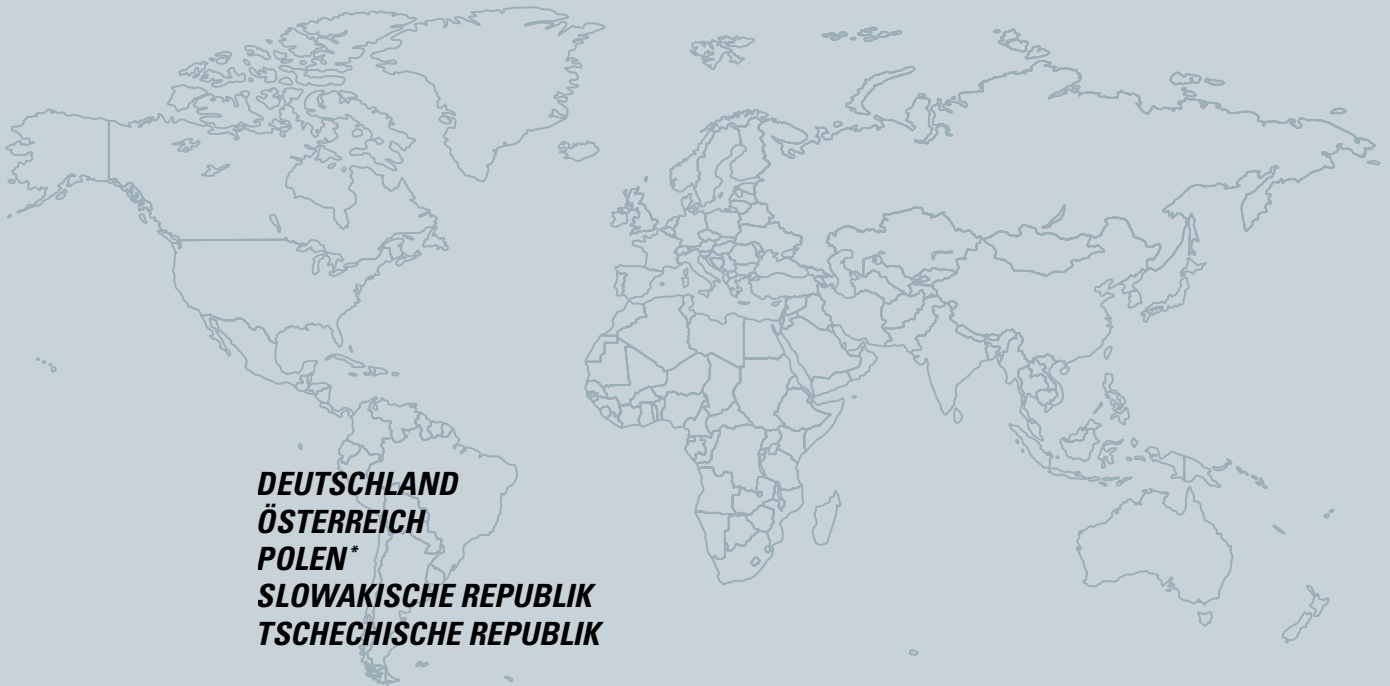 DEUTSCHLAND
ÖSTERREICH
POLEN*
SLOWAKISCHE REPUBLIK
TSCHECHISCHE REPUBLIK